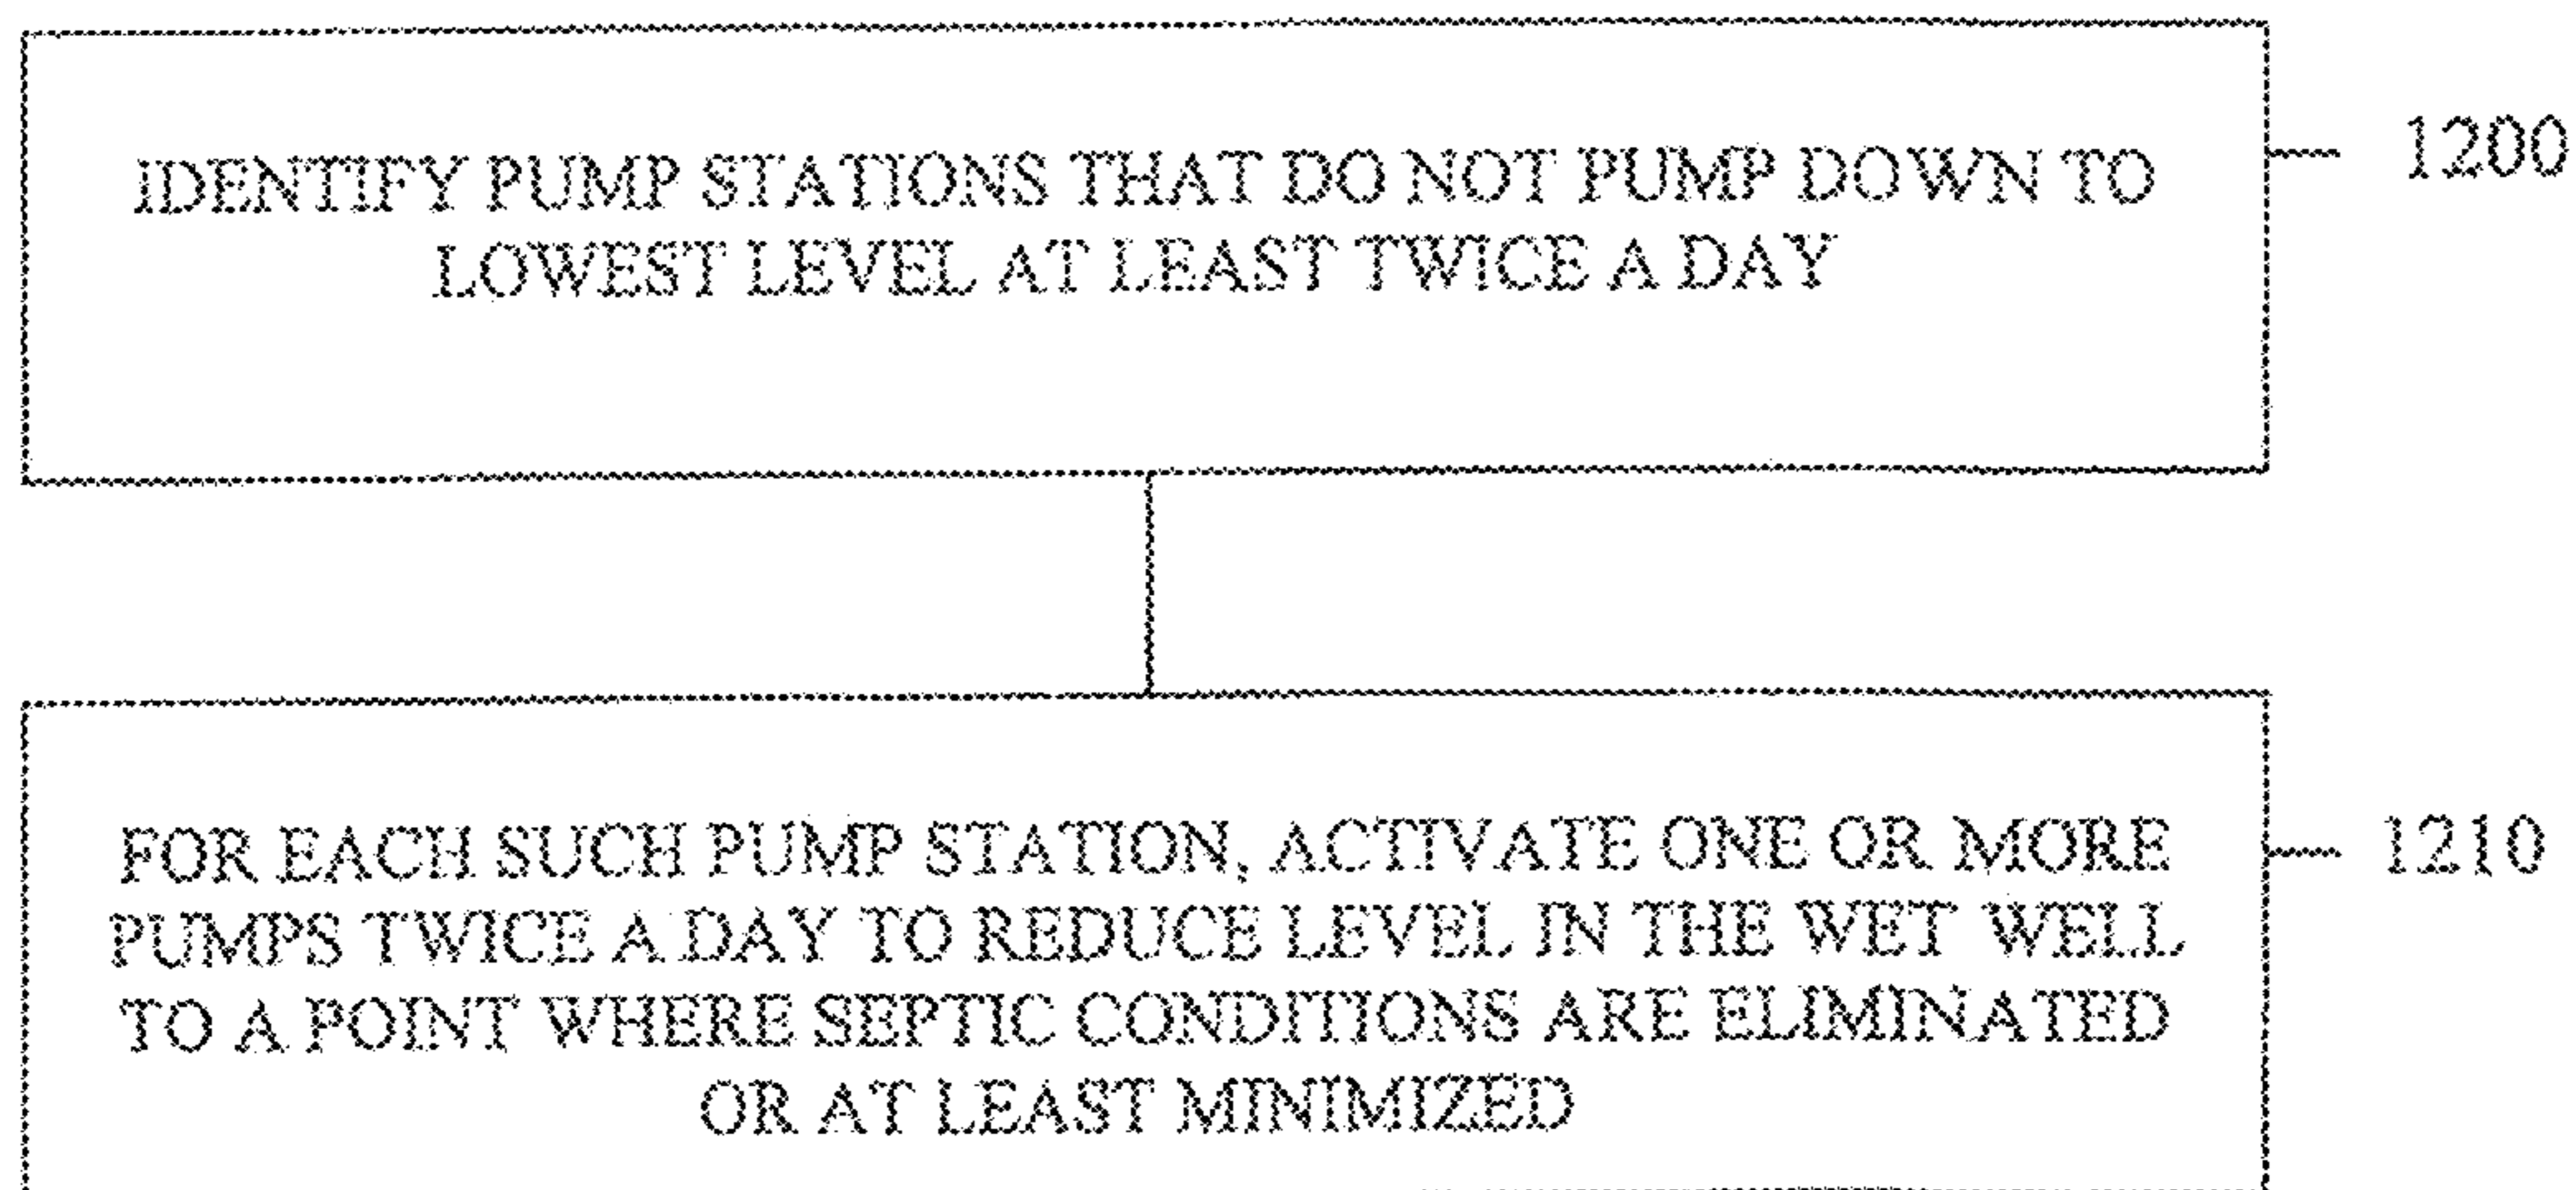 IDENTIFY PUMP STATIONS THAT DO NOT PUMP DOWN TO
LOWEST LEVEL AT LEAST TWICE A DAY
1200
FOR EACH SUCH PUMP STATION, ACTIVATE ONE OR MORE
PUMPS TWICE A DAY TO REDUCE LEVEL IN THE WET WELL
TO A POINT WHERE SEPTIC CONDITIONS ARE ELIMINATED
OR AT LEAST MINIMIZED
1210